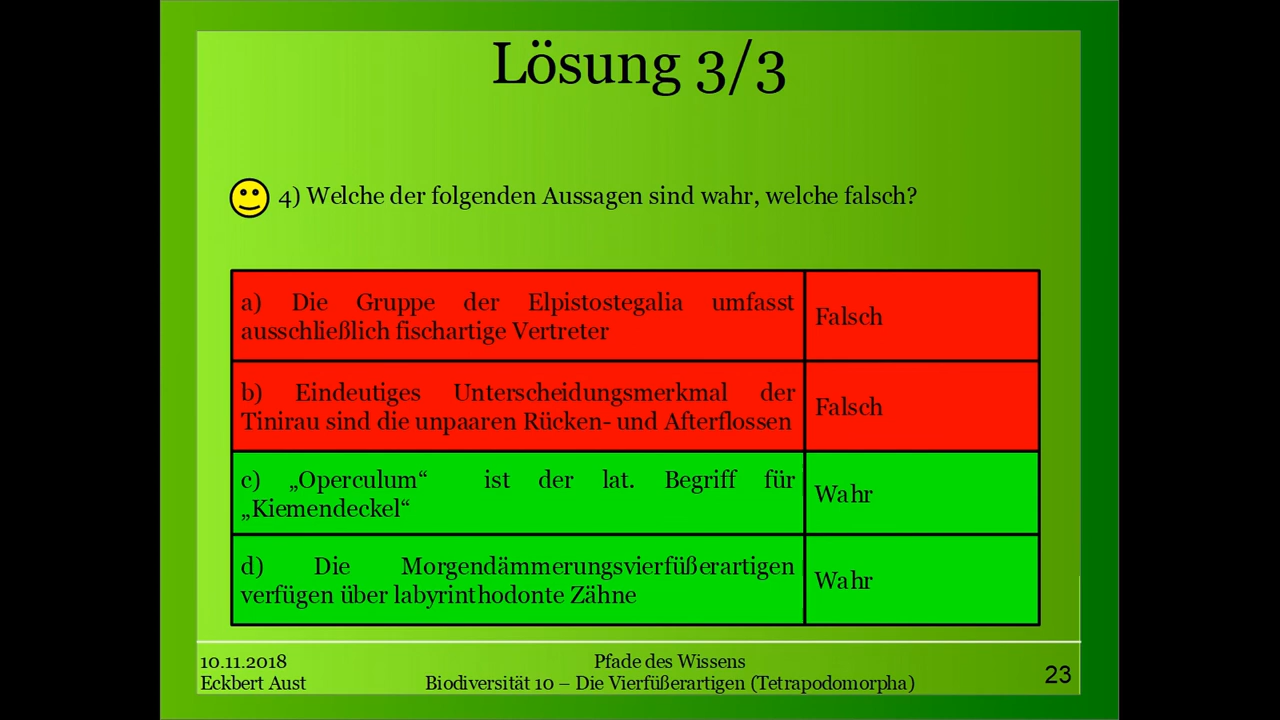 Lösung 3/3
4) Welche der folgenden Aussagen sind wahr, welche falsch?
a) Die Gruppe der Elpistostegalia umfasst
ausschließlich fischartige Vertreter
Falsch
b) Eindeutiges Unterscheidungsmerkmal der
Tinirau sind die unpaaren Rücken- und Afterflossen
Falsch
c) „Operculum“ ist der lat. Begriff für
„Kiemendeckel“
Wahr
d) Die Morgendämmerungsvierfüßerartigen
verfügen über labyrinthodonte Zähne
Wahr
10.11.2018
Eckbert Aust
Pfade des Wissens
Biodiversität 10 – Die Vierfüßerartigen (Tetrapodomorpha)
23